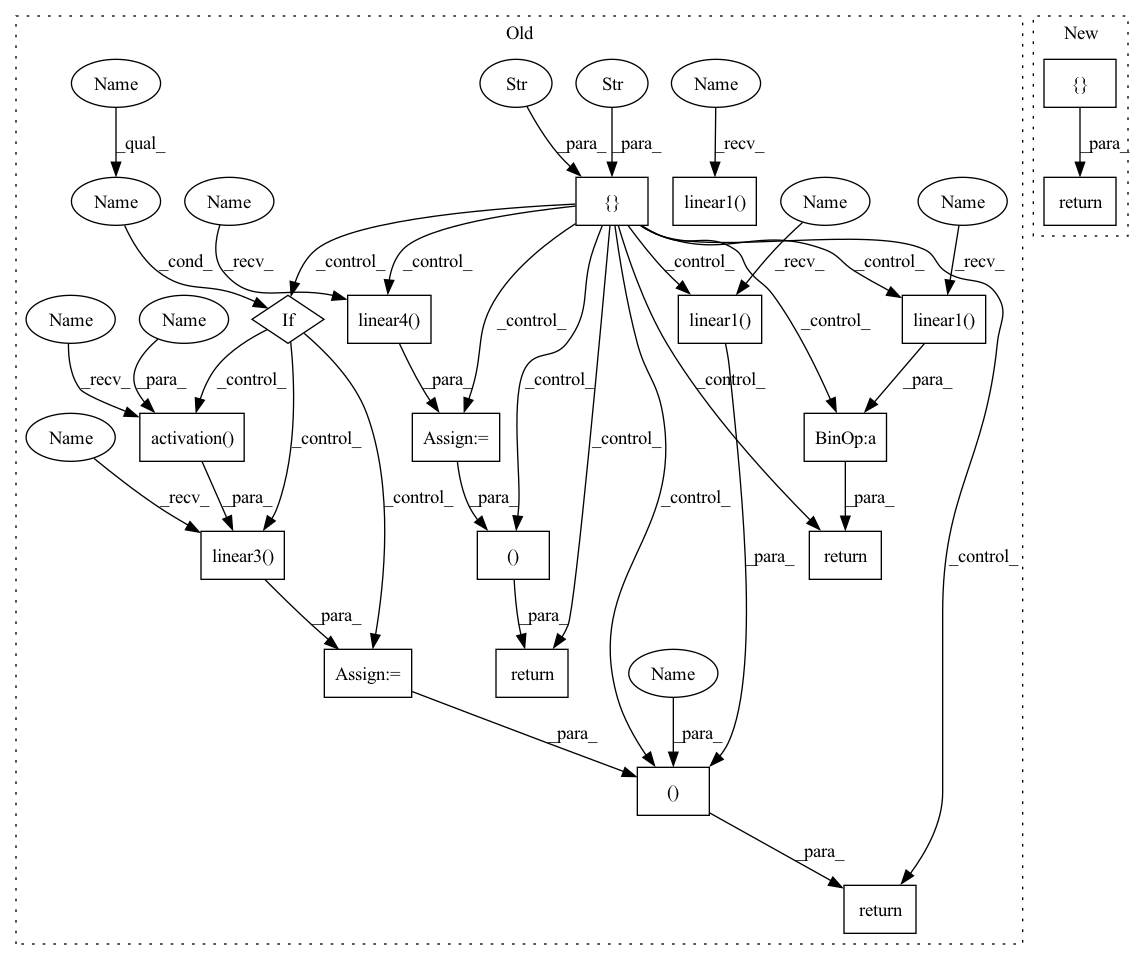 Old
New
Name
Str
Str
Name
{}
_qual_
_para_
_para_
_recv_
_para_
Name
Name
{}
linear1()
Name
Name
return
_cond_
_recv_
_control_
_control_
_control_
_recv_
_control_
_recv_
Name
Name
If
linear4()
_control_
linear1()
_control_
linear1()
_recv_
_para_
_control_
_para_
_control_
_control_
_para_
Name
activation()
_control_
Assign:=
_control_
BinOp:a
_recv_
_para_
_control_
_para_
_control_
_para_
linear3()
()
_para_
return
_control_
_para_
_para_
Assign:=
return
Name
_para_
_para_
()
_para_
return